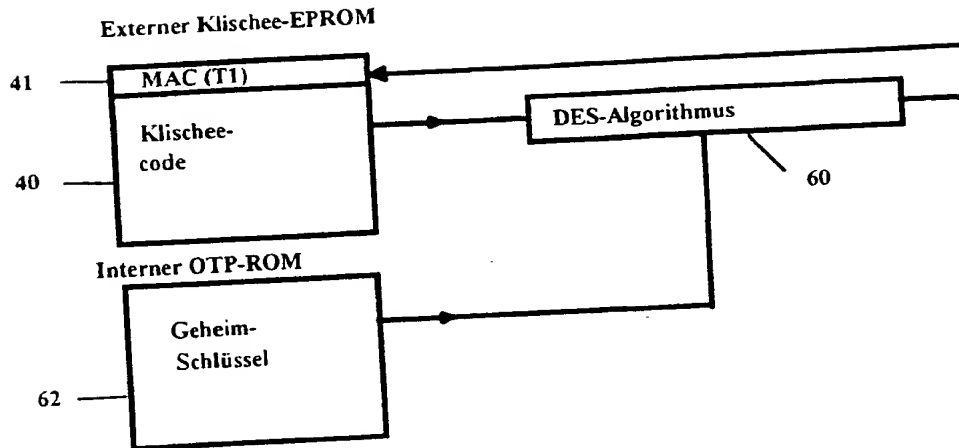 Externer Klischee-EPROM
41
MAC (T1)
DES-Algorithmus
Klischee-
code
40
60
Interner OTP-ROM
Geheim-
Schlüssel
62